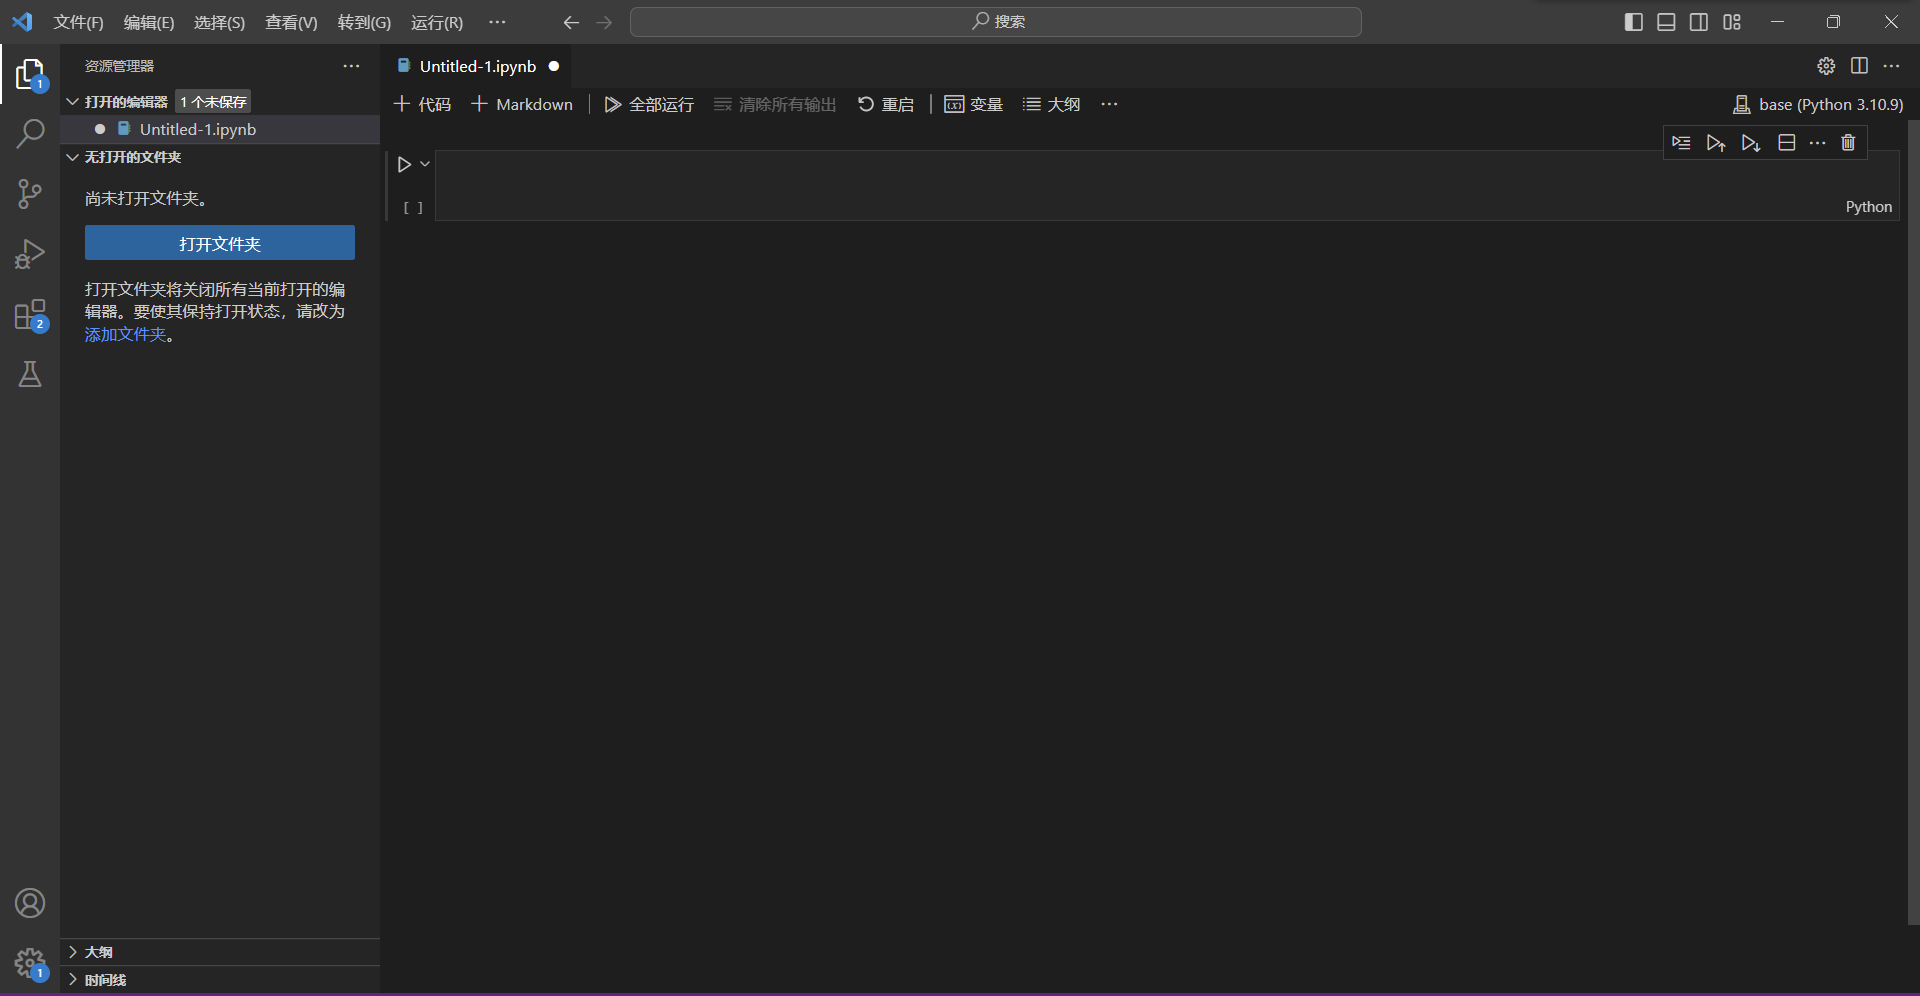 文件(F) 编辑(E) 选择(S) 查看(V) 转到(G) 运行(R) ··· 搜索
资源管理器 ···
打开的编辑器 1 个未保存
Untitled-1.ipynb
无打开的文件夹
尚未打开文件夹。
打开文件夹
打开文件夹将关闭所有当前打开的编
辑器。要使其保持打开状态，请改为
添加文件夹。
大纲
时间线
1
2
1
Untitled-1.ipynb
代码 Markdown 全部运行 清除所有输出 重启 变量 大纲 ··· base (Python 3.10.9)
[ ]
Python